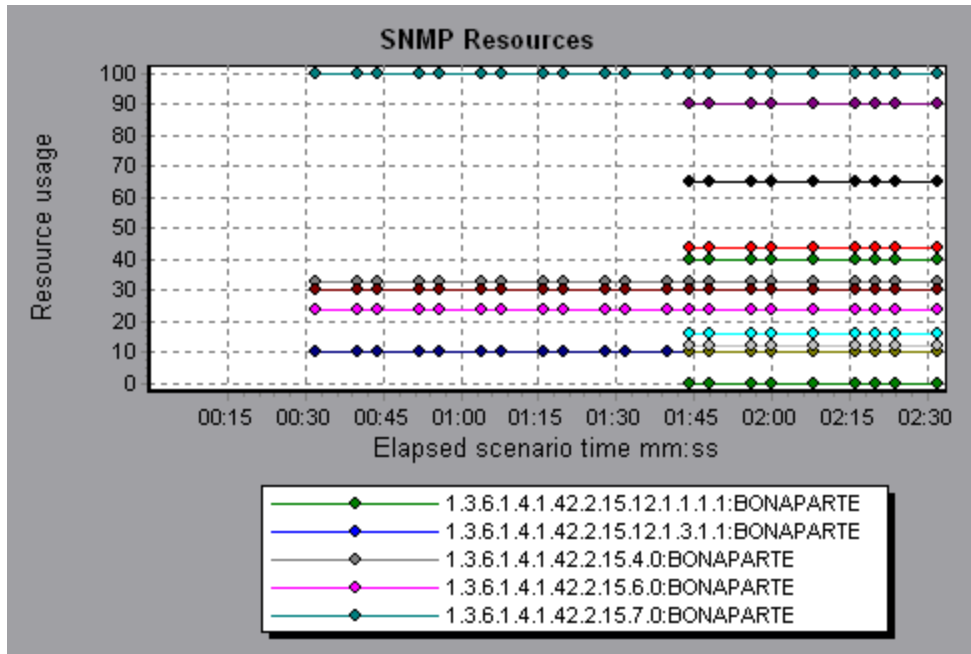 SNMP Resources
100
90
80
70
60
50
40
30
20
10
0
Resource usage
00:15 00:30 00:45 01:00 01:15 01:30 01:45 02:00 02:15 02:30
Elapsed scenario time mm:ss
1.3.6.1.4.1.42.2.15.12.1.1.1.1:BONAPARTE
1.3.6.1.4.1.42.2.15.12.1.3.1.1:BONAPARTE
1.3.6.1.4.1.42.2.15.4.0:BONAPARTE
1.3.6.1.4.1.42.2.15.6.0:BONAPARTE
1.3.6.1.4.1.42.2.15.7.0:BONAPARTE